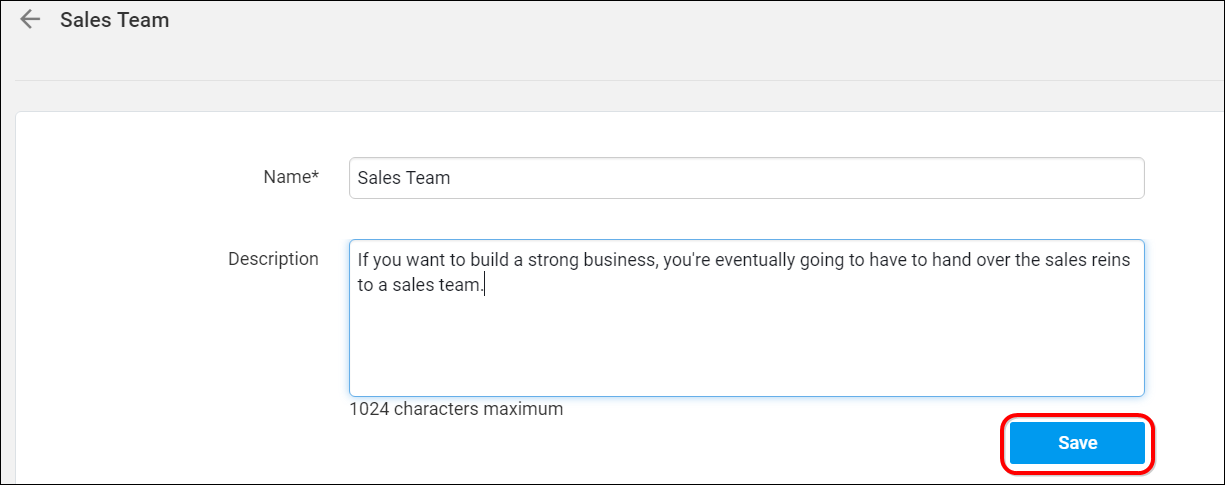 Sales Team
Name*
Sales Team
Description
If you want to build a strong business, you're eventually going to have to hand over the sales reins
to a sales team.
1024 characters maximum
Save